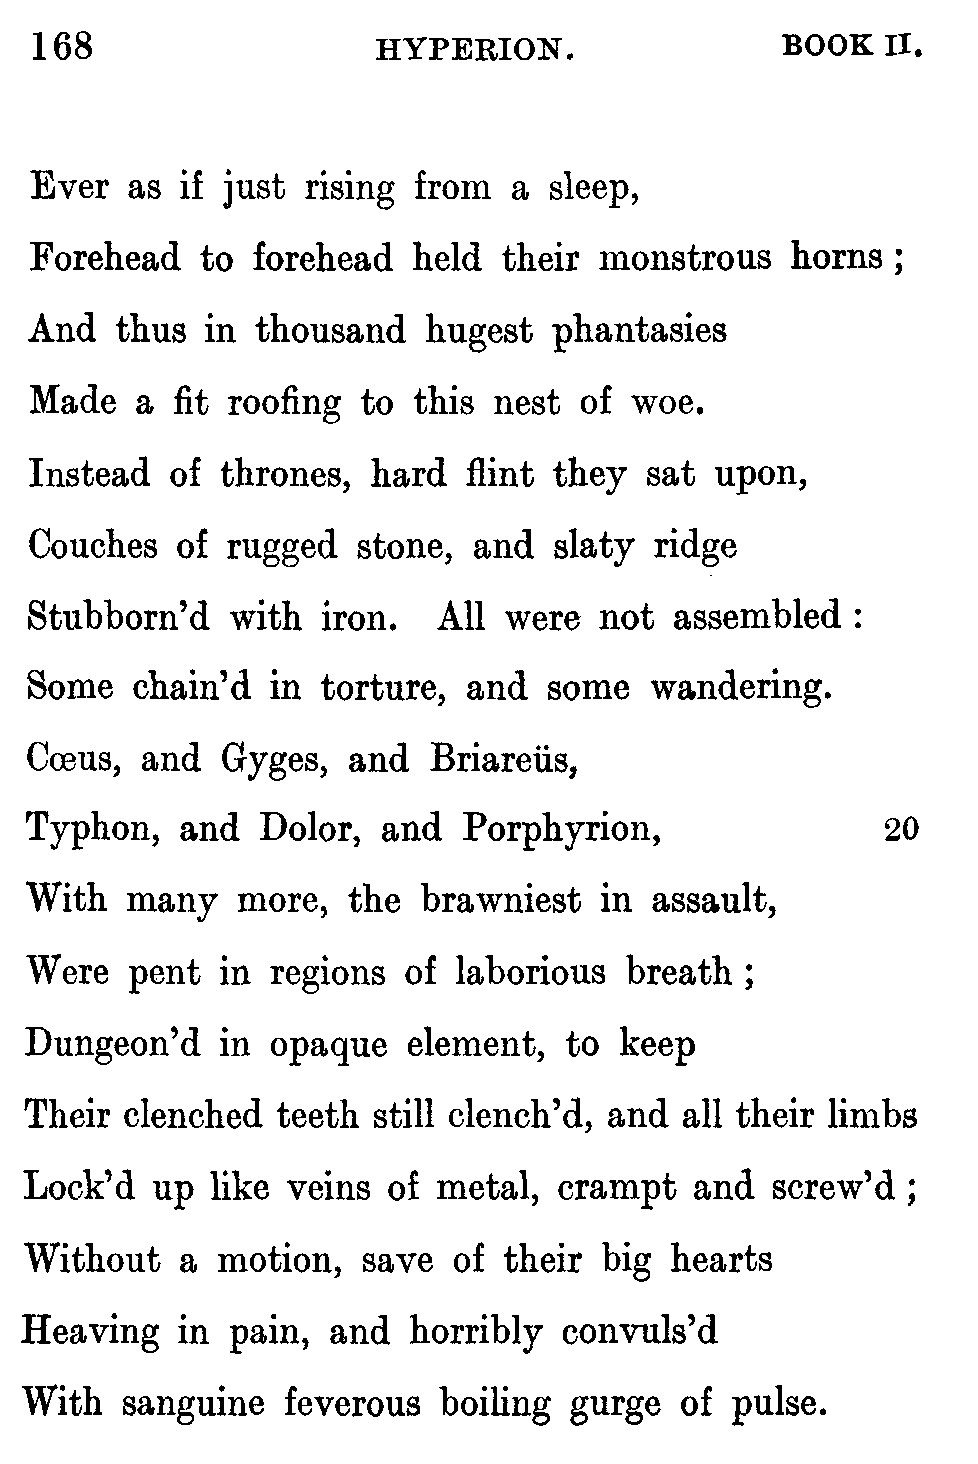 168 HYPERION. BOOK II.
Ever as if just rising from a sleep,
Forehead to forehead held their monstrous horns ;
And thus in thousand hugest phantasies
Made a fit roofing to this nest of woe.
Instead of thrones, hard flint they sat upon,
Couches of rugged stone, and slaty ridge
Stubborn’d with iron. All were not assembled :
Some chain’d in torture, and some wandering.
Cœus, and Gyges, and Briareüs,
Typhon, and Dolor, and Porphyrion, 20
With many more, the brawniest in assault,
Were pent in regions of laborious breath ;
Dungeon’d in opaque element, to keep
Their clenched teeth still clench’d, and all their limbs
Lock’d up like veins of metal, crampt and screw’d ;
Without a motion, save of their big hearts
Heaving in pain, and horribly convuls’d
With sanguine feverous boiling gurge of pulse.